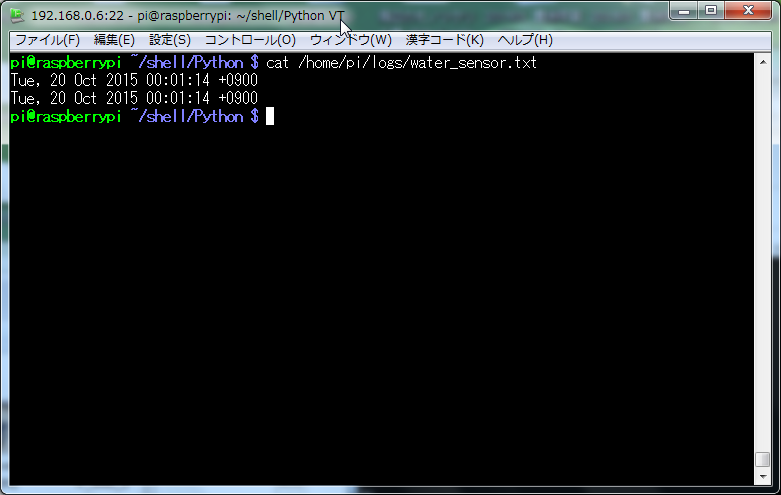 192.168.0.6:22 - pi@raspberrypi: ~/shell/Python VT
ファイル(F) 編集(E) 設定(S) コントロール(O) ウィンドウ(W) 漢字コード(K) ヘルプ(H)
pi@raspberrypi ~/shell/Python $ cat /home/pi/logs/water_sensor.txt
Tue, 20 Oct 2015 00:01:14 +0900
Tue, 20 Oct 2015 00:01:14 +0900
pi@raspberrypi ~/shell/Python $